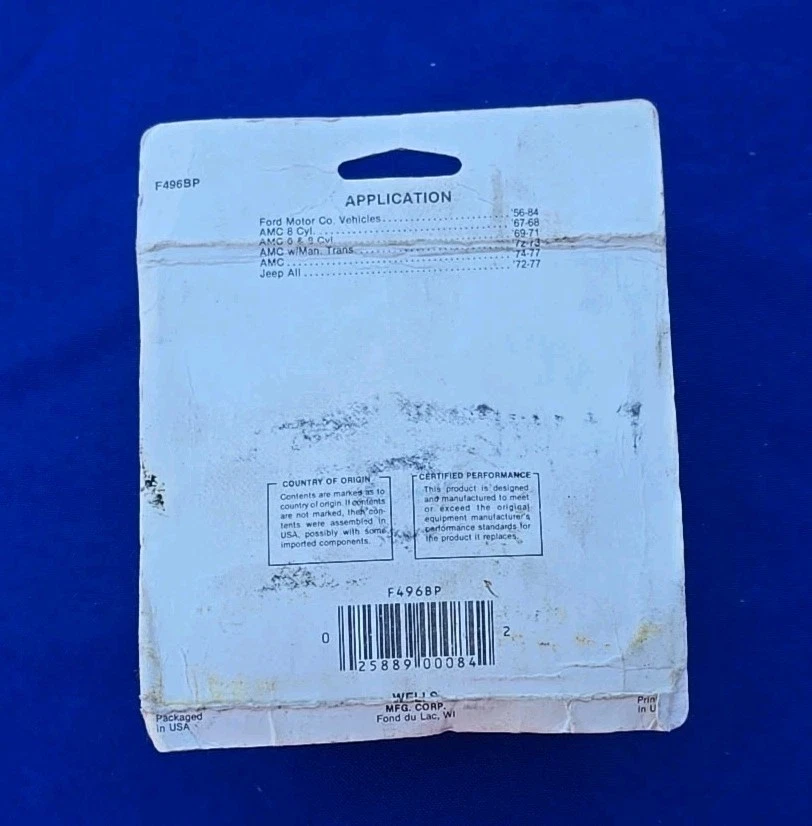 F496BP
APPLICATION
Ford Motor Co. Vehicles........................'56-84
AMC 8 Cyl.......................................'67-68
AMC 6 & 8 Cyl..................................'69-71
AMC w/Man. Trans..............................'72-73
AMC..............................................'74-77
Jeep All..........................................'72-77
COUNTRY OF ORIGIN
Contents are marked as to
country of origin. If contents
are not marked, then con-
tents were assembled in
USA, possibly with some
imported components.
CERTIFIED PERFORMANCE
This product is designed
and manufactured to meet
or exceed the original
equipment manufacturer's
performance standards for
the product it replaces.
F496BP
0 25889 00084 2
WELLS
MFG. CORP.
Fond du Lac, WI
Packaged
in USA
Prin
in U